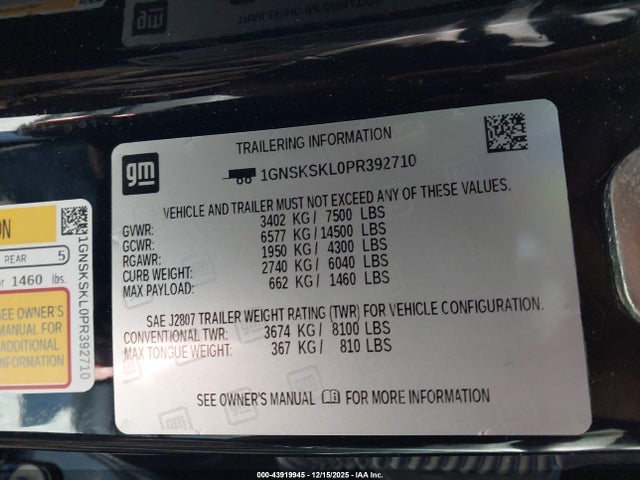 TRAILERING INFORMATION
gm
1GNSKSKL0PR392710
VEHICLE AND TRAILER MUST NOT EXCEED ANY OF THESE VALUES.
GVWR: 3402 KG/ 7500 LBS
GCWR: 6577 KG/14500 LBS
RGAWR: 1950 KG/ 4300 LBS
CURB WEIGHT: 2740 KG/ 6040 LBS
MAX PAYLOAD: 662 KG/ 1460 LBS
SAE J2807 TRAILER WEIGHT RATING (TWR) FOR VEHICLE CONFIGURATION.
CONVENTIONAL TWR: 3674 KG/ 8100 LBS
MAX TONGUE WEIGHT: 367 KG/ 810 LBS
SEE OWNER'S MANUAL FOR MORE INFORMATION
ON
REAR 5
r 1460 lbs.
SEE OWNER'S
MANUAL FOR
ADDITIONAL
INFORMATION
1GNSKSKL0PR392710
000-43919945 - 12/15/2025 - IAA Inc.